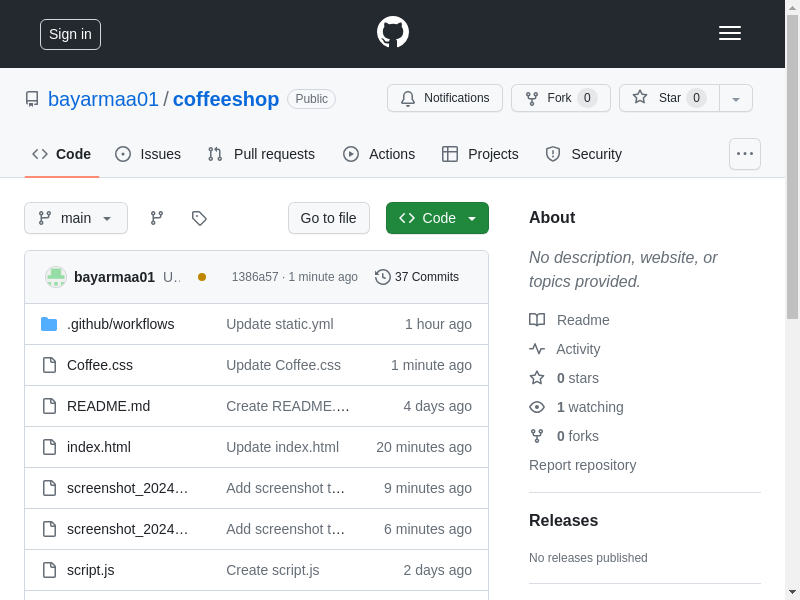 Sign in
bayarmaa01 / coffeeshop Public
Notifications Fork 0 Star 0
Code Issues Pull requests Actions Projects Security
main Go to file Code
bayarmaa01 U… 1386a57 · 1 minute ago 37 Commits
.github/workflows Update static.yml 1 hour ago
Coffee.css Update Coffee.css 1 minute ago
README.md Create README.… 4 days ago
index.html Update index.html 20 minutes ago
screenshot_2024… Add screenshot t… 9 minutes ago
screenshot_2024… Add screenshot t… 6 minutes ago
script.js Create script.js 2 days ago
About
No description, website, or
topics provided.
Readme
Activity
0 stars
1 watching
0 forks
Report repository
Releases
No releases published